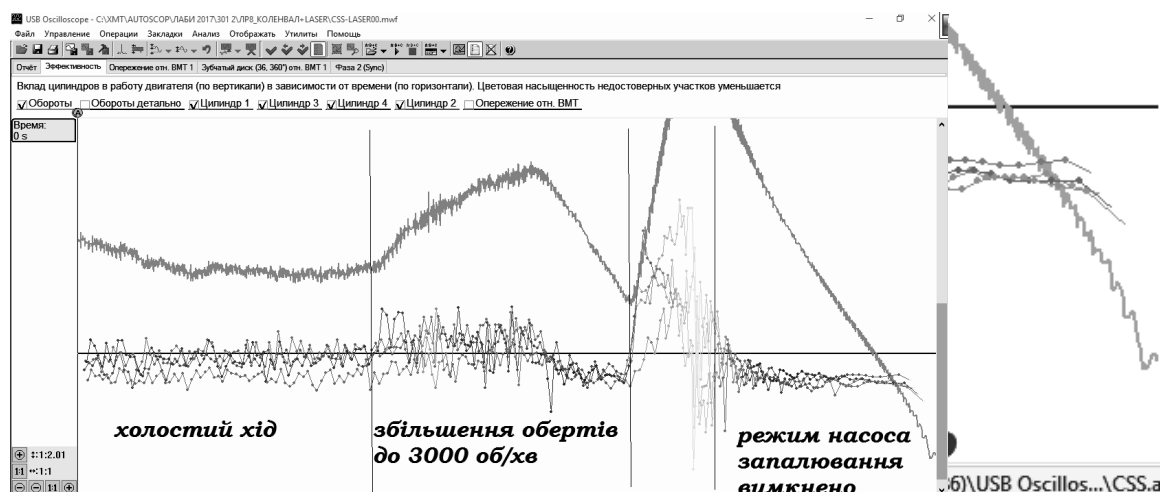 USB Oscilloscope - C:\XMT\AUTOSCOP\ЛАБИ 2017\301 2\ЛР8_КОЛЕНВАЛ+ LASER\CSS-LASER00.mwf
Файл Управление Операции Закладки Анализ Отображать Утилиты Помощь
Отчёт Эффективность Опережение отн. ВМТ 1 Зубчатый диск (36, 360°) отн. ВМТ 1 Фаза 2 (Sync)
Вклад цилиндров в работу двигателя (по вертикали) в зависимости от времени (по горизонтали). Цветовая насыщенность недостоверных участков уменьшается
Обороты Обороты детально Цилиндр 1 Цилиндр 3 Цилиндр 4 Цилиндр 2 Опережение отн. ВМТ
A
Время:
0 s
холостий хід
збільшення обертів
до 3000 об/хв
режим насоса
запалювання
вимкнено
↕:1:2.01
1:1 ↔:1:1
1:1
6)\USB Oscillos...\CSS.a